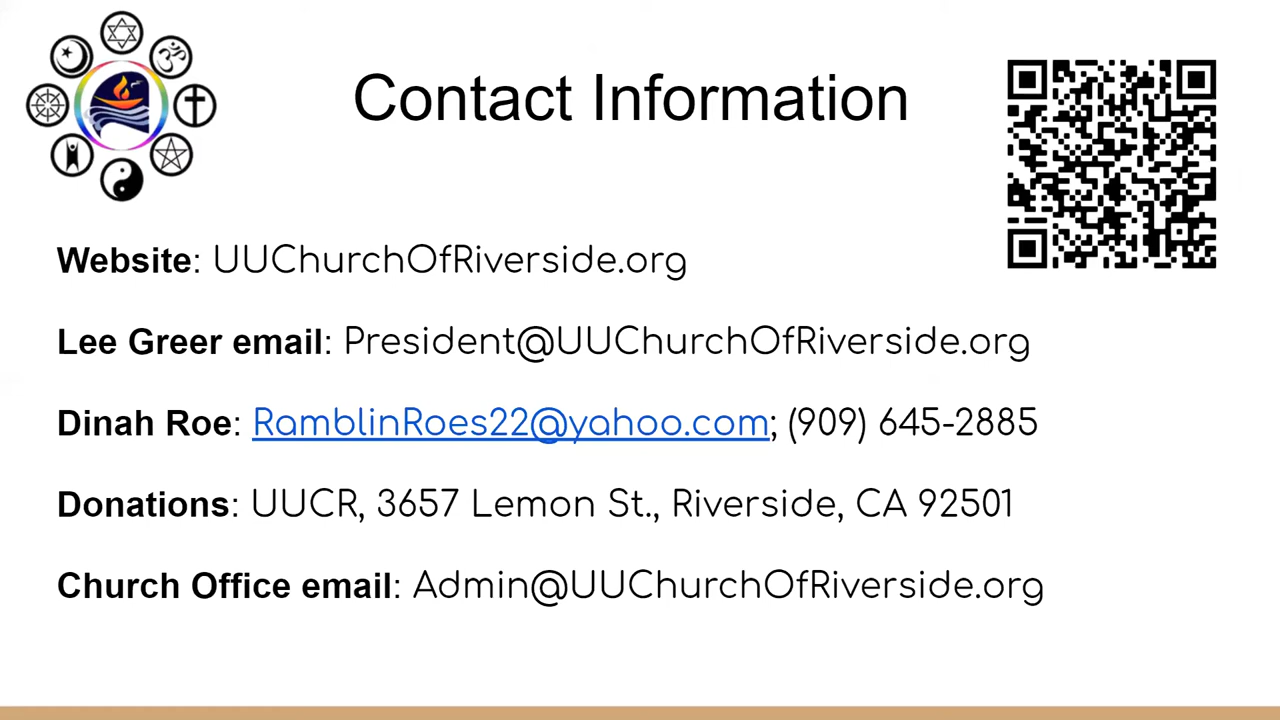 Contact Information
Website: UUChurchOfRiverside.org
Lee Greer email: President@UUChurchOfRiverside.org
Dinah Roe: RamblinRoes22@yahoo.com; (909) 645-2885
Donations: UUCR, 3657 Lemon St., Riverside, CA 92501
Church Office email: Admin@UUChurchOfRiverside.org